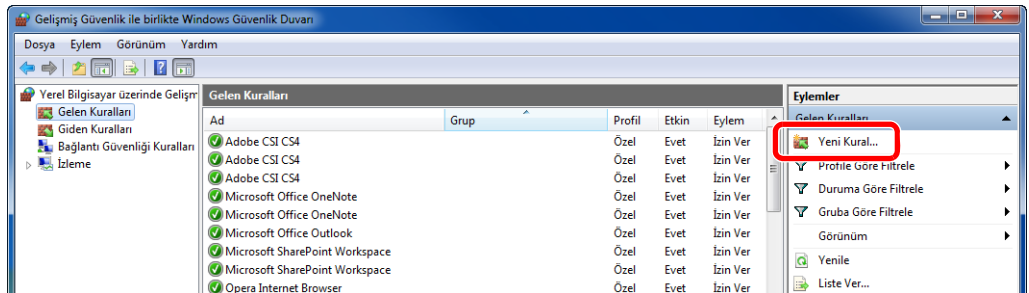 Gelişmiş Güvenlik ile birlikte Windows Güvenlik Duvarı
Dosya Eylem Görünüm Yardım
Yerel Bilgisayar üzerinde Gelişm
Gelen Kuralları
Giden Kuralları
Bağlantı Güvenliği Kuralları
İzleme
Gelen Kuralları
Ad Grup Profil Etkin Eylem
Adobe CSI CS4 Özel Evet İzin Ver
Adobe CSI CS4 Özel Evet İzin Ver
Adobe CSI CS4 Özel Evet İzin Ver
Microsoft Office OneNote Özel Evet İzin Ver
Microsoft Office OneNote Özel Evet İzin Ver
Microsoft Office Outlook Özel Evet İzin Ver
Microsoft SharePoint Workspace Özel Evet İzin Ver
Microsoft SharePoint Workspace Özel Evet İzin Ver
Opera Internet Browser Özel Evet İzin Ver
Eylemler
Gelen Kuralları
Yeni Kural...
Profile Göre Filtrele
Duruma Göre Filtrele
Gruba Göre Filtrele
Görünüm
Yenile
Liste Ver...